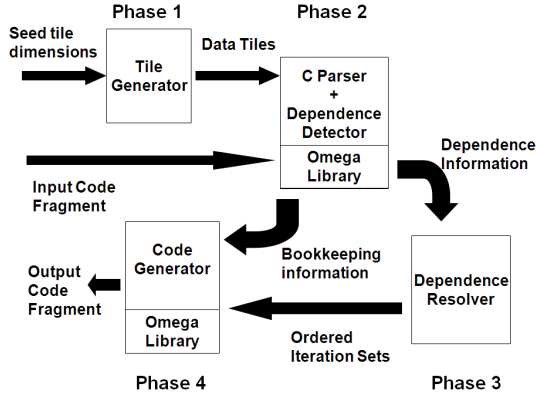 Phase 1
Phase 2
Seed tile
dimensions
Tile
Generator
Data Tiles
C Parser
+
Dependence
Detector
Omega
Library
Dependence
Information
Input Code
Fragment
Code
Generator
Omega
Library
Bookkeeping
information
Output
Code
Fragment
Dependence
Resolver
Ordered
Iteration Sets
Phase 4
Phase 3